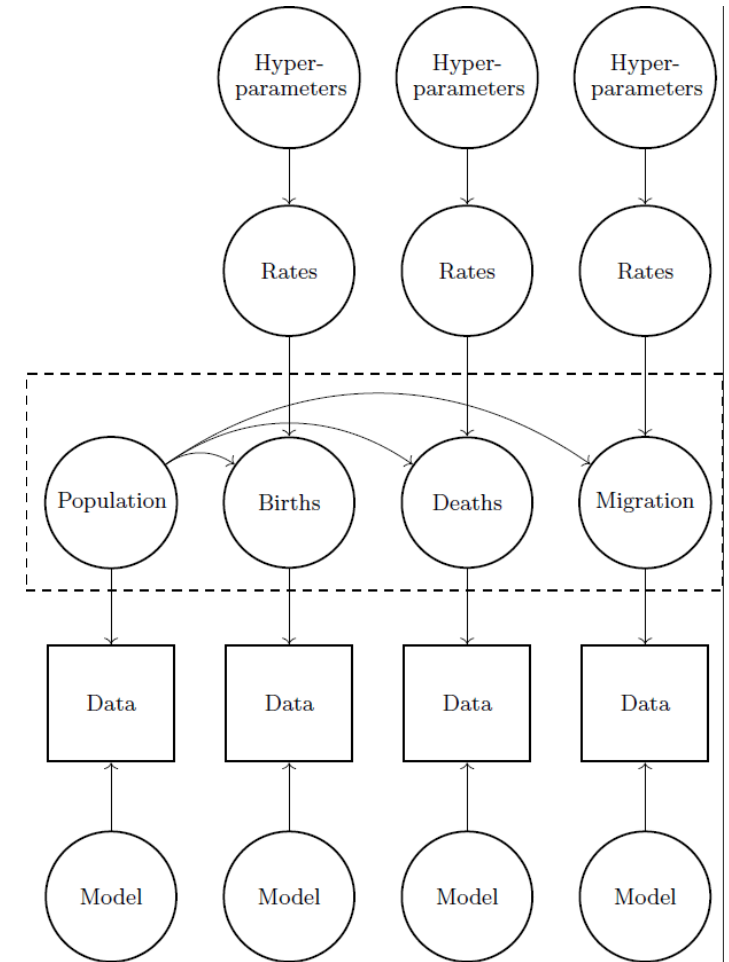 Hyper-
parameters
Hyper-
parameters
Hyper-
parameters
Rates
Rates
Rates
Population
Births
Deaths
Migration
Data
Data
Data
Data
Model
Model
Model
Model